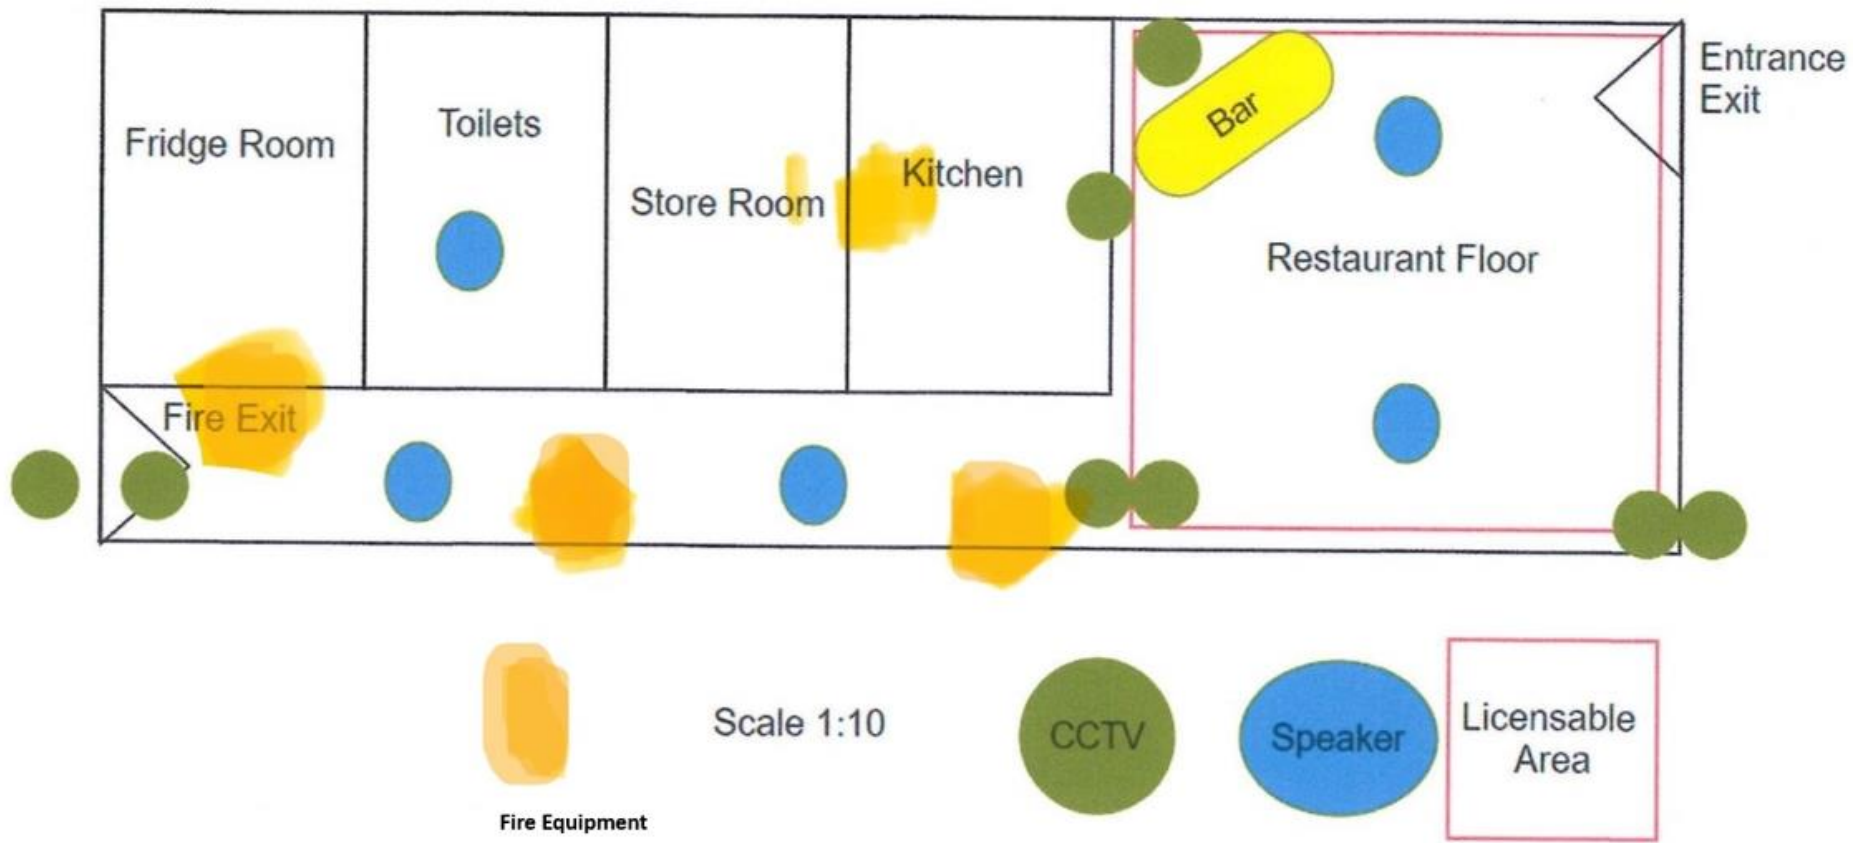 Fridge Room
Toilets
Store Room
Kitchen
Bar
Entrance
Exit
Restaurant Floor
Fire Exit
Scale 1:10
CCTV
Speaker
Licensable
Area
Fire Equipment